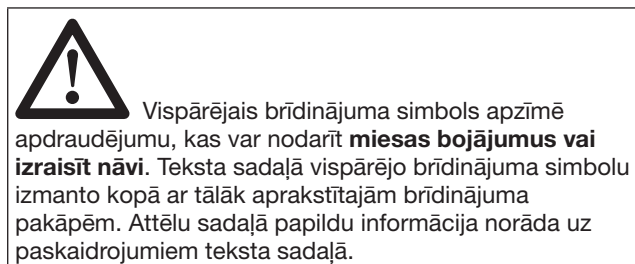 Vispārējais brīdinājuma simbols apzīmē
apdraudējumu, kas var nodarīt miesas bojājumus vai
izraisīt nāvi. Teksta sadaļā vispārējo brīdinājuma simbolu
izmanto kopā ar tālāk aprakstītajām brīdinājuma
pakāpēm. Attēlu sadaļā papildu informācija norāda uz
paskaidrojumiem teksta sadaļā.